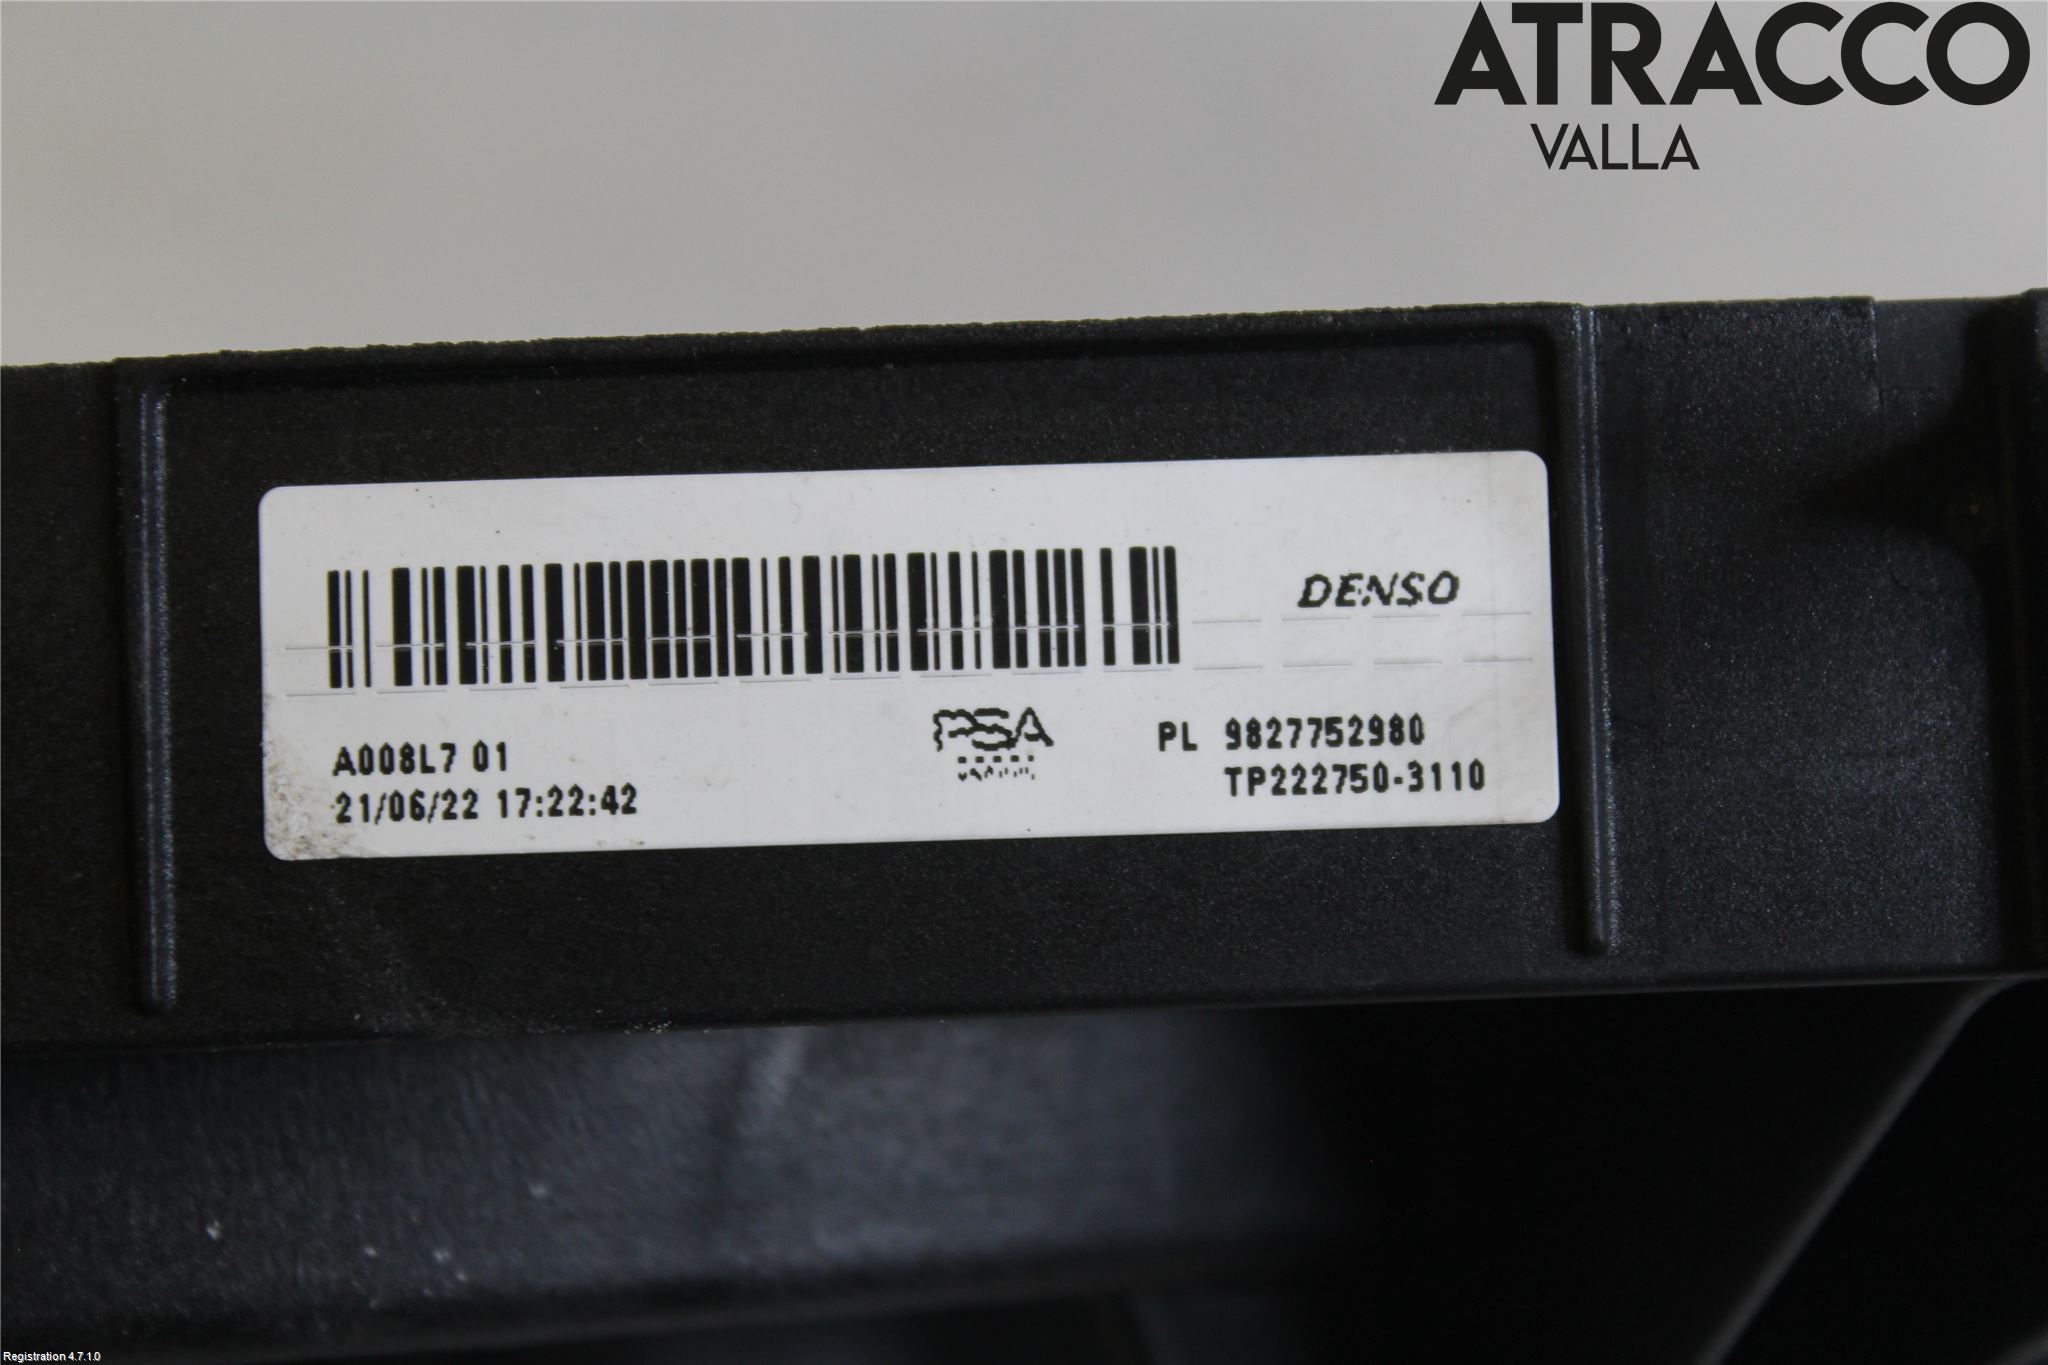 ATRACCO
VALLA
DENSO
PSA
PL 9827752980
A008L7 01
TP222750-3110
21/06/22 17:22:42
Registration 4.7.1.0